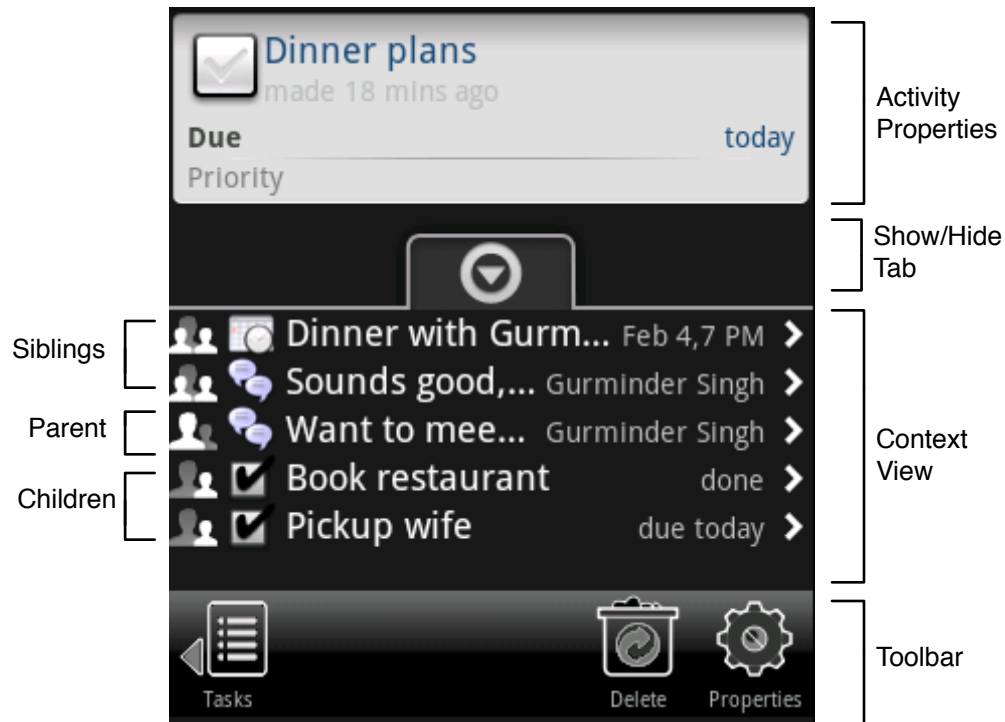 Dinner plans
made 18 mins ago
Due today
Priority
Activity
Properties
Show/Hide
Tab
Siblings
Dinner with Gurm... Feb 4,7 PM
Sounds good,... Gurminder Singh
Parent
Want to mee... Gurminder Singh
Children
Book restaurant done
Pickup wife due today
Context
View
Tasks
Delete
Properties
Toolbar